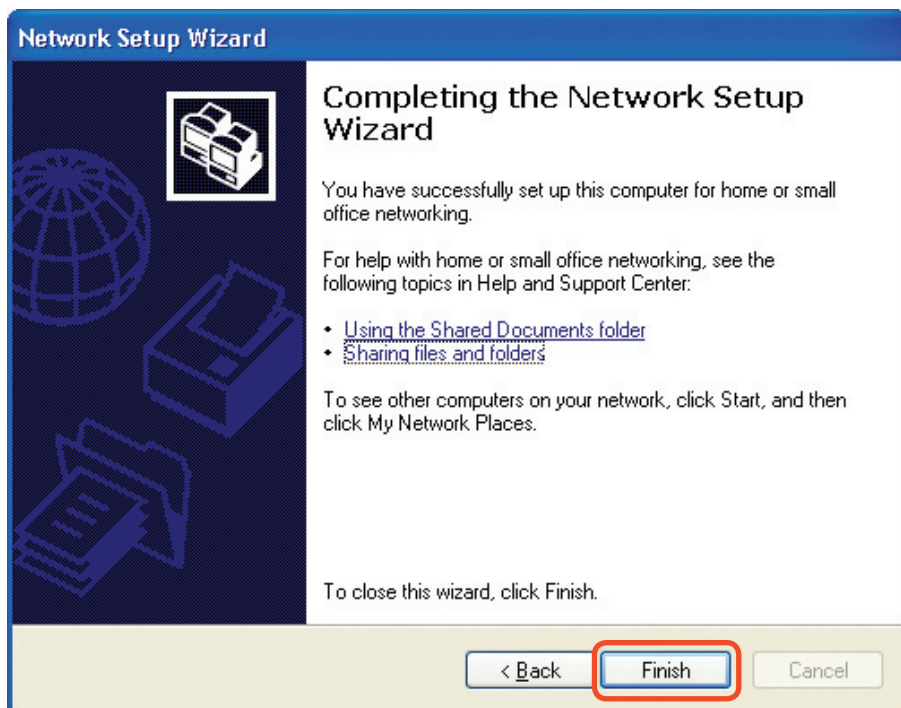 Network Setup Wizard
Completing the Network Setup
Wizard
You have successfully set up this computer for home or small
office networking.
For help with home or small office networking, see the
following topics in Help and Support Center:
• Using the Shared Documents folder
• Sharing files and folders
To see other computers on your network, click Start, and then
click My Network Places.
To close this wizard, click Finish.
< Back Finish Cancel